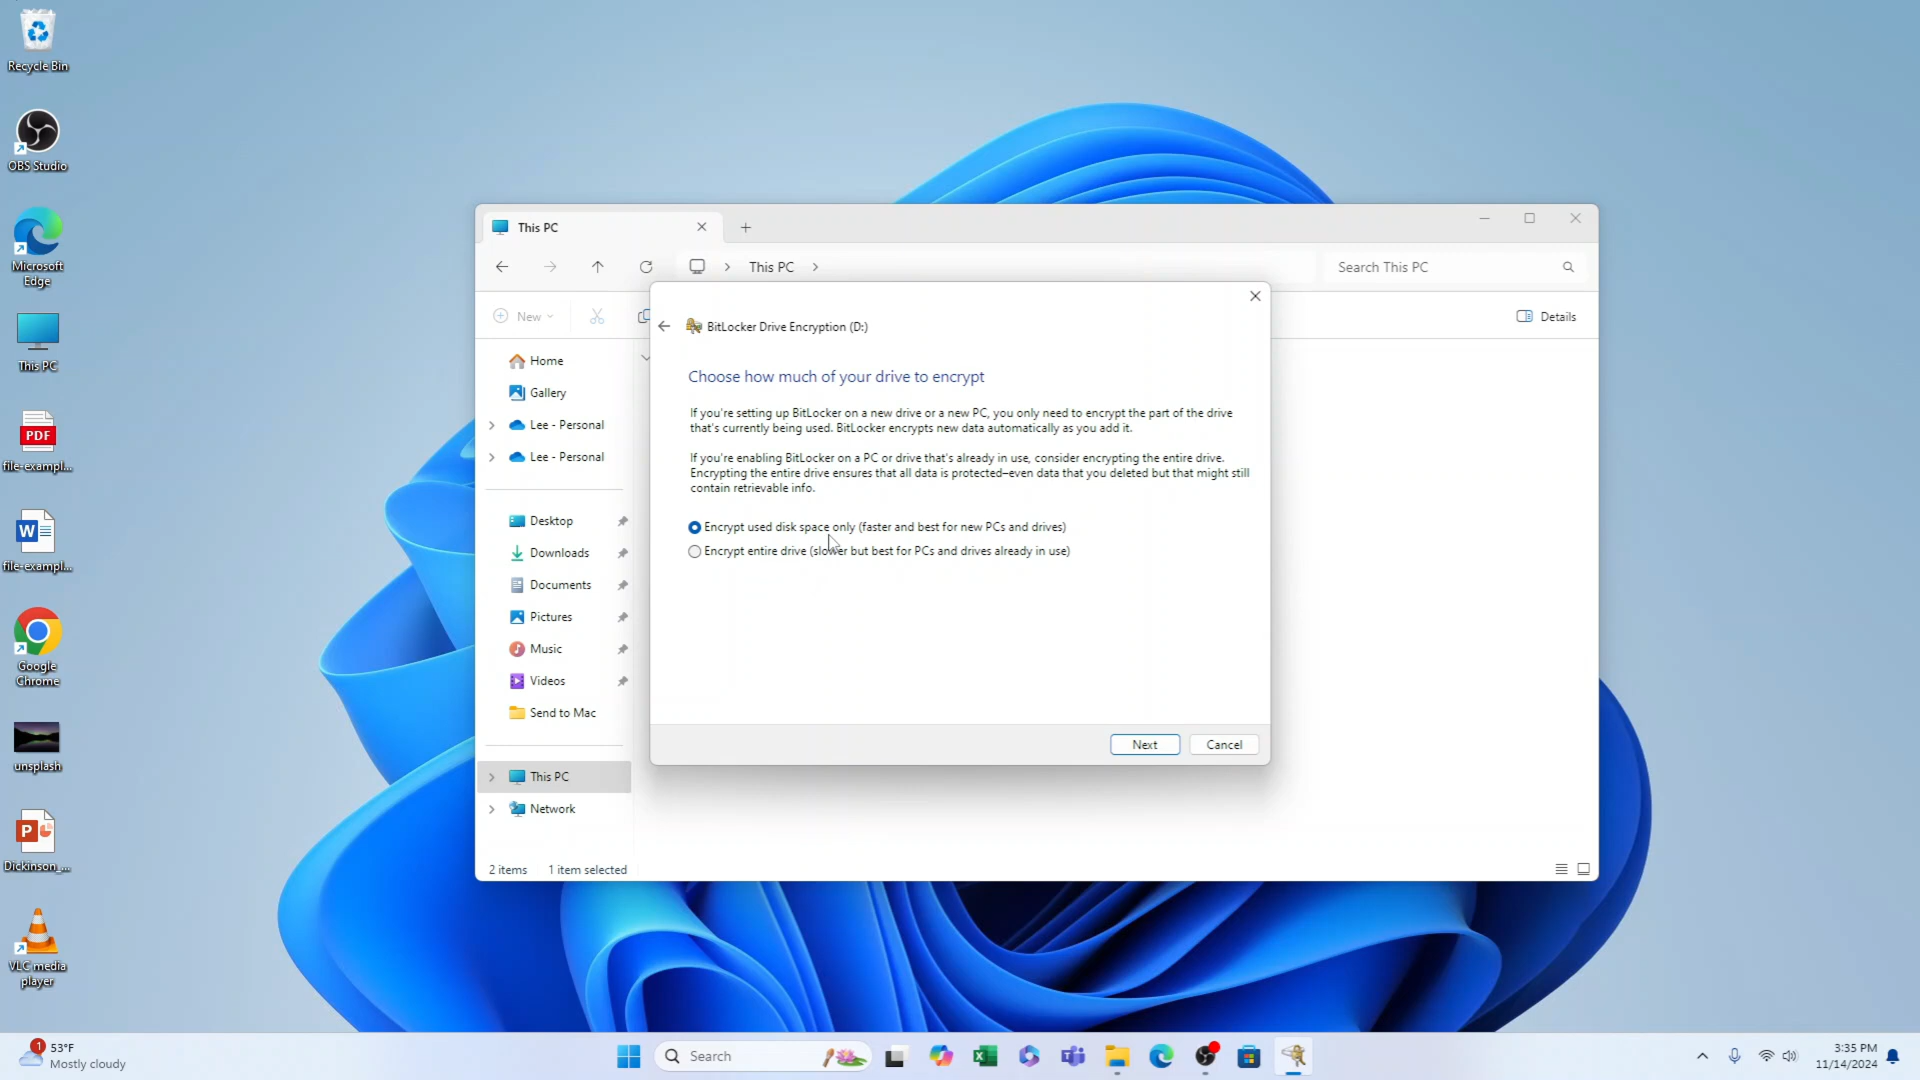 Recycle Bin
OBS Studio
Microsoft
Edge
This PC
PDF
file-exampl...
W
file-exampl...
Google
Chrome
unsplash
P
Dickinson_...
VLC media
player
This PC
This PC
Search This PC
New
Details
Home
Gallery
Lee - Personal
Lee - Personal
Desktop
Downloads
Documents
Pictures
Music
Videos
Send to Mac
This PC
Network
2 items 1 item selected
BitLocker Drive Encryption (D:)
Choose how much of your drive to encrypt
If you're setting up BitLocker on a new drive or a new PC, you only need to encrypt the part of the drive
that's currently being used. BitLocker encrypts new data automatically as you add it.
If you're enabling BitLocker on a PC or drive that's already in use, consider encrypting the entire drive.
Encrypting the entire drive ensures that all data is protected–even data that you deleted but that might still
contain retrievable info.
Encrypt used disk space only (faster and best for new PCs and drives)
Encrypt entire drive (slower but best for PCs and drives already in use)
Next Cancel
1
53°F
Mostly cloudy
Search
3:35 PM
11/14/2024